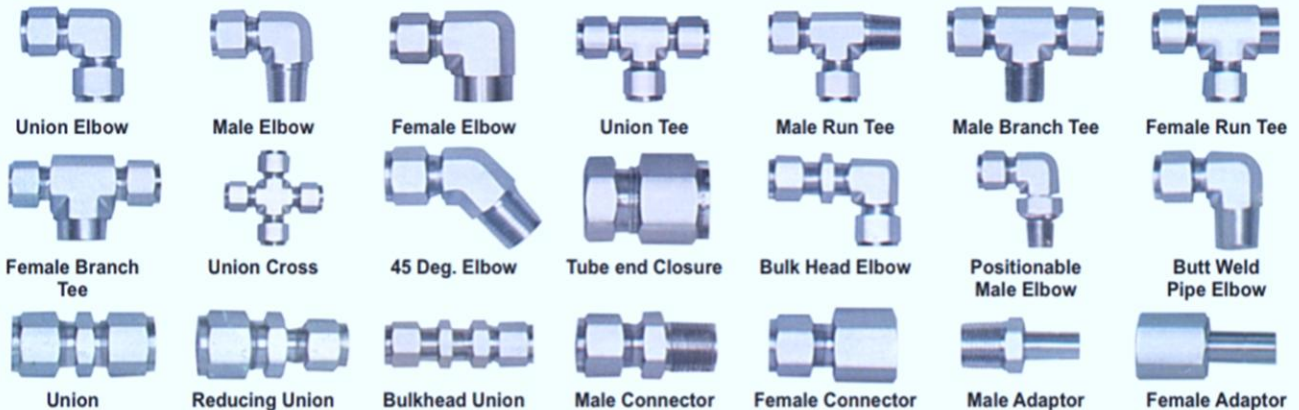 Union Elbow
Male Elbow
Female Elbow
Union Tee
Male Run Tee
Male Branch Tee
Female Run Tee
Female Branch
Tee
Union Cross
45 Deg. Elbow
Tube end Closure
Bulk Head Elbow
Positionable
Male Elbow
Butt Weld
Pipe Elbow
Union
Reducing Union
Bulkhead Union
Male Connector
Female Connector
Male Adaptor
Female Adaptor